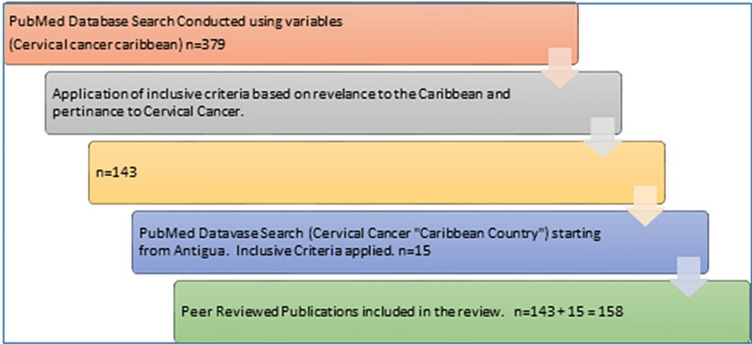 PubMed Database Search Conducted using variables
(Cervical cancer caribbean) n=379
Application of inclusive criteria based on revelance to the Caribbean and
pertinance to Cervical Cancer.
n=143
PubMed Datavase Search (Cervical Cancer "Caribbean Country") starting
from Antigua. Inclusive Criteria applied. n=15
Peer Reviewed Publications included in the review. n=143+15 = 158